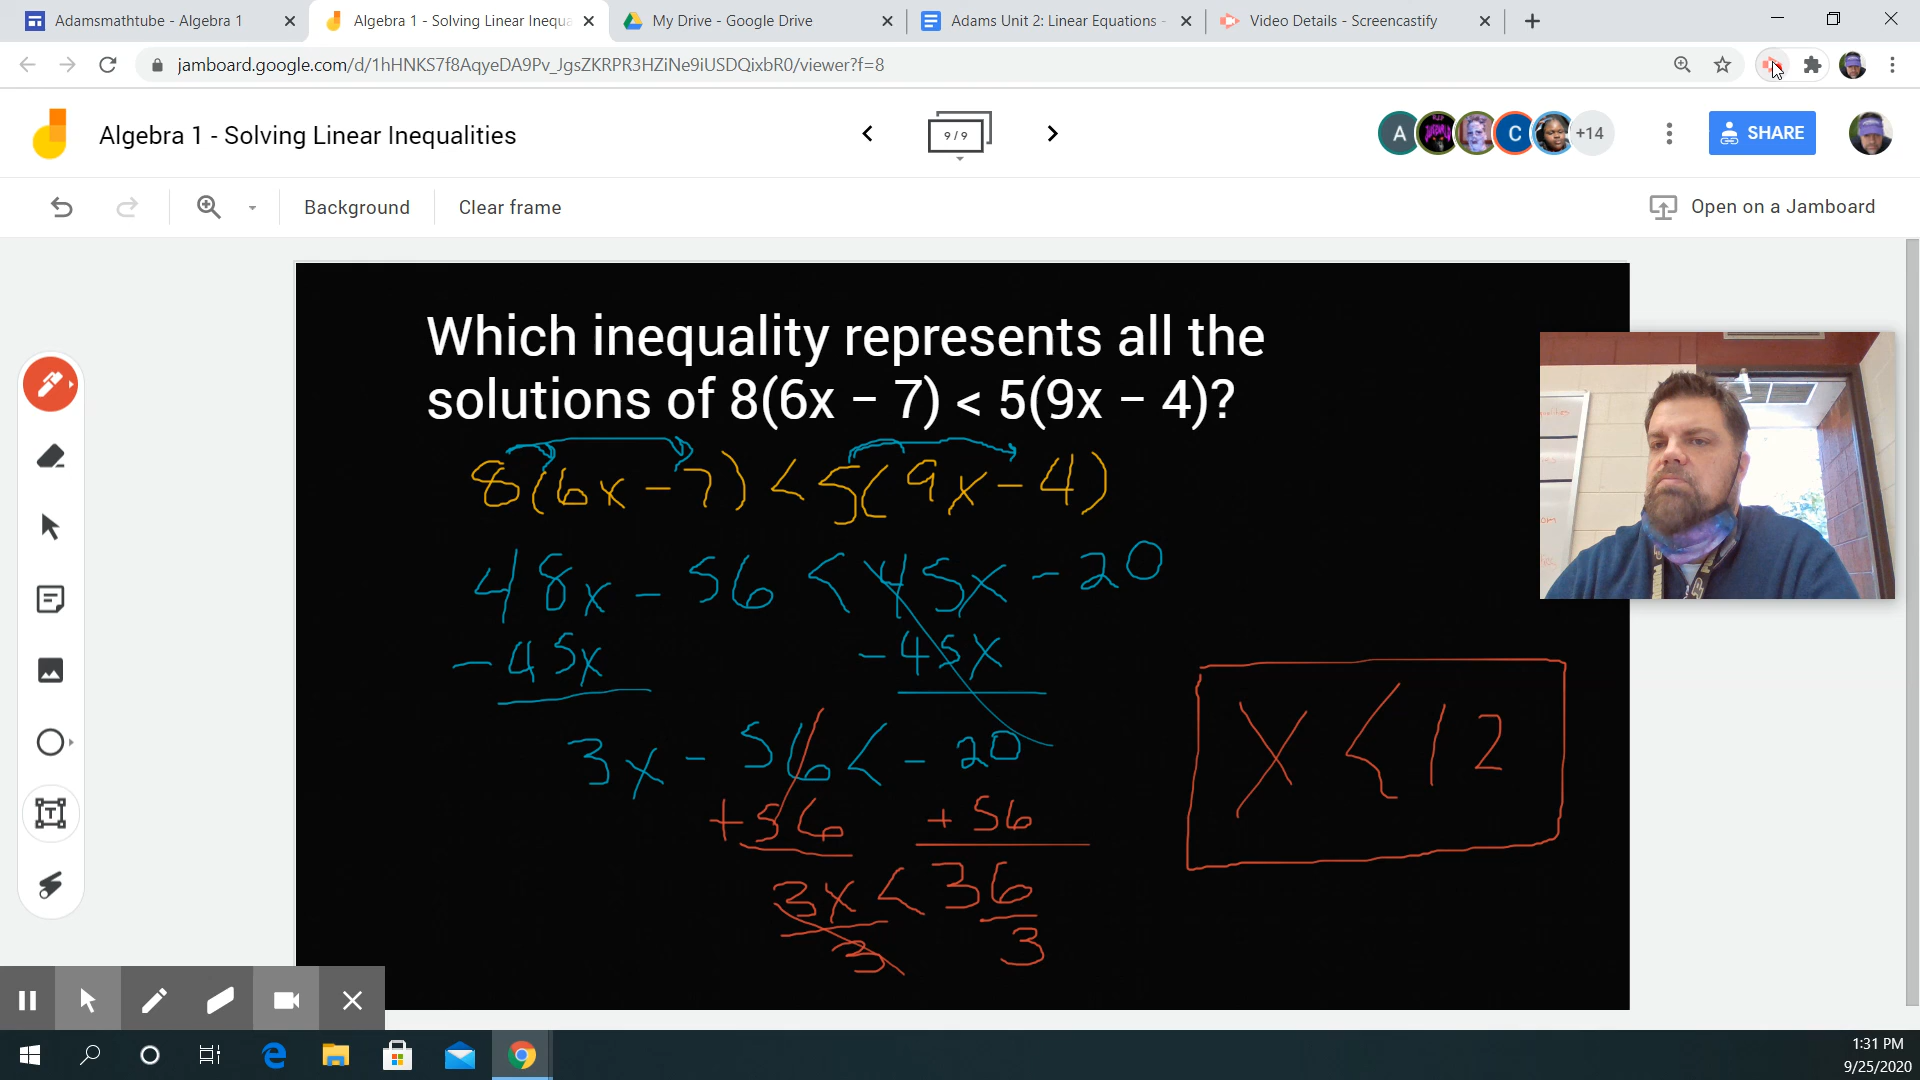 Adamsmathtube - Algebra 1
Algebra 1 - Solving Linear Inequa
My Drive - Google Drive
Adams Unit 2: Linear Equations -
Video Details - Screencastify
jamboard.google.com/d/1hHNKS7f8AqyeDA9Pv_JgsZKRPR3HZiNe9iUSDQixbR0/viewer?f=8
Algebra 1 - Solving Linear Inequalities
9 / 9
A
C
+14
SHARE
Background
Clear frame
Open on a Jamboard
Which inequality represents all the
solutions of 8(6x − 7) < 5(9x − 4)?
8(6x - 7) < 5(9x - 4)
48x - 56 < 45x - 20
- 45x - 45x
3x - 56 < - 20
+ 56 + 56
3x < 36
3 3
x < 12
1:31 PM
9/25/2020